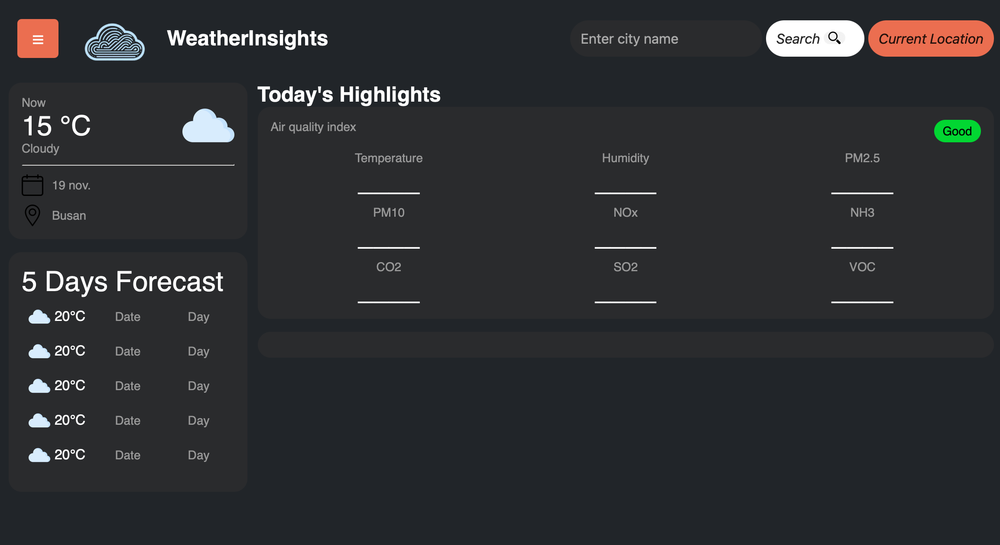 WeatherInsights
Enter city name
Search
Current Location
Now
15 °C
Cloudy
19 nov.
Busan
5 Days Forecast
20°C Date Day
20°C Date Day
20°C Date Day
20°C Date Day
20°C Date Day
Today's Highlights
Air quality index
Good
Temperature Humidity PM2.5
PM10 NOx NH3
CO2 SO2 VOC